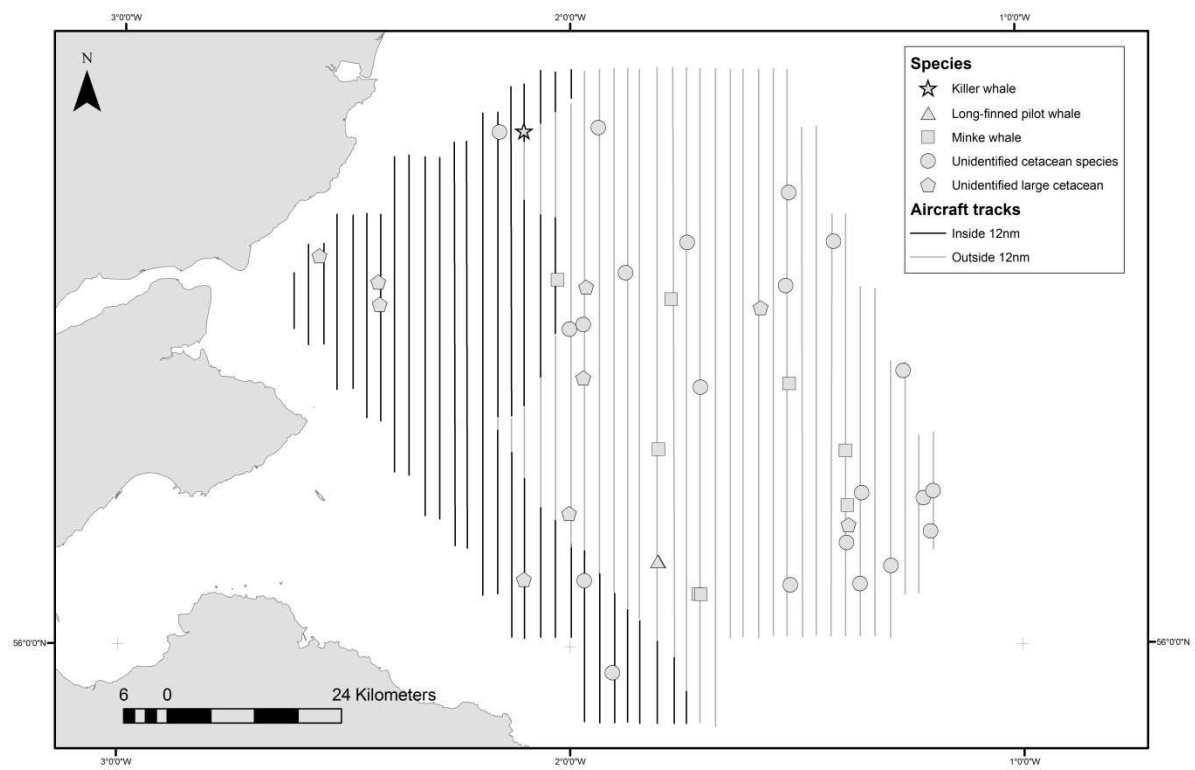 3°0'0"W 2°0'0"W 1°0'0"W
N
Species
Killer whale
Long-finned pilot whale
Minke whale
Unidentified cetacean species
Unidentified large cetacean
Aircraft tracks
Inside 12nm
Outside 12nm
56°0'0"N 56°0'0"N
6 0 24 Kilometers
3°0'0"W 2°0'0"W 1°0'0"W